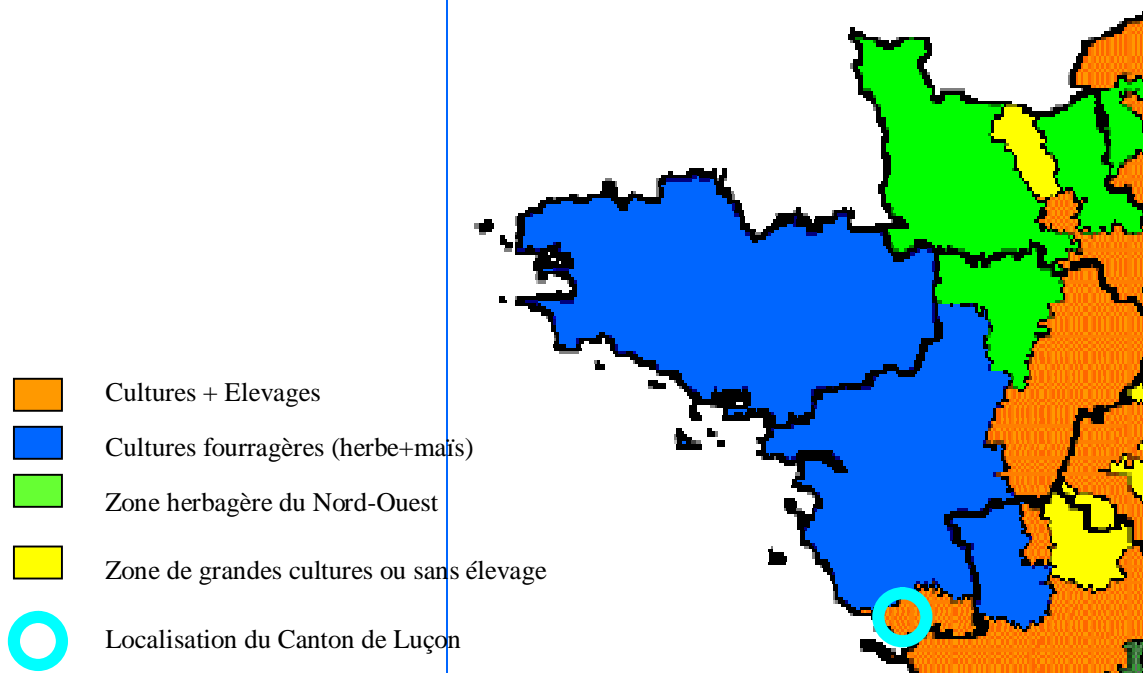 Cultures + Elevages
Cultures fourragères (herbe+maïs)
Zone herbagère du Nord-Ouest
Zone de grandes cultures ou sans élevage
Localisation du Canton de Luçon